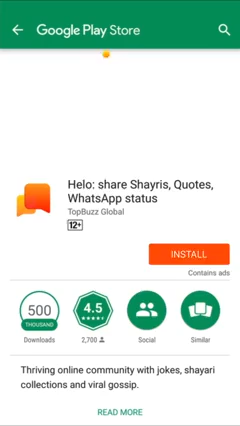 Google Play Store
Helo: share Shayris, Quotes,
WhatsApp status
TopBuzz Global
12+
INSTALL
Contains ads
500
THOUSAND
4.5
Downloads
2,700
Social
Similar
Thriving online community with jokes, shayari
collections and viral gossip.
READ MORE